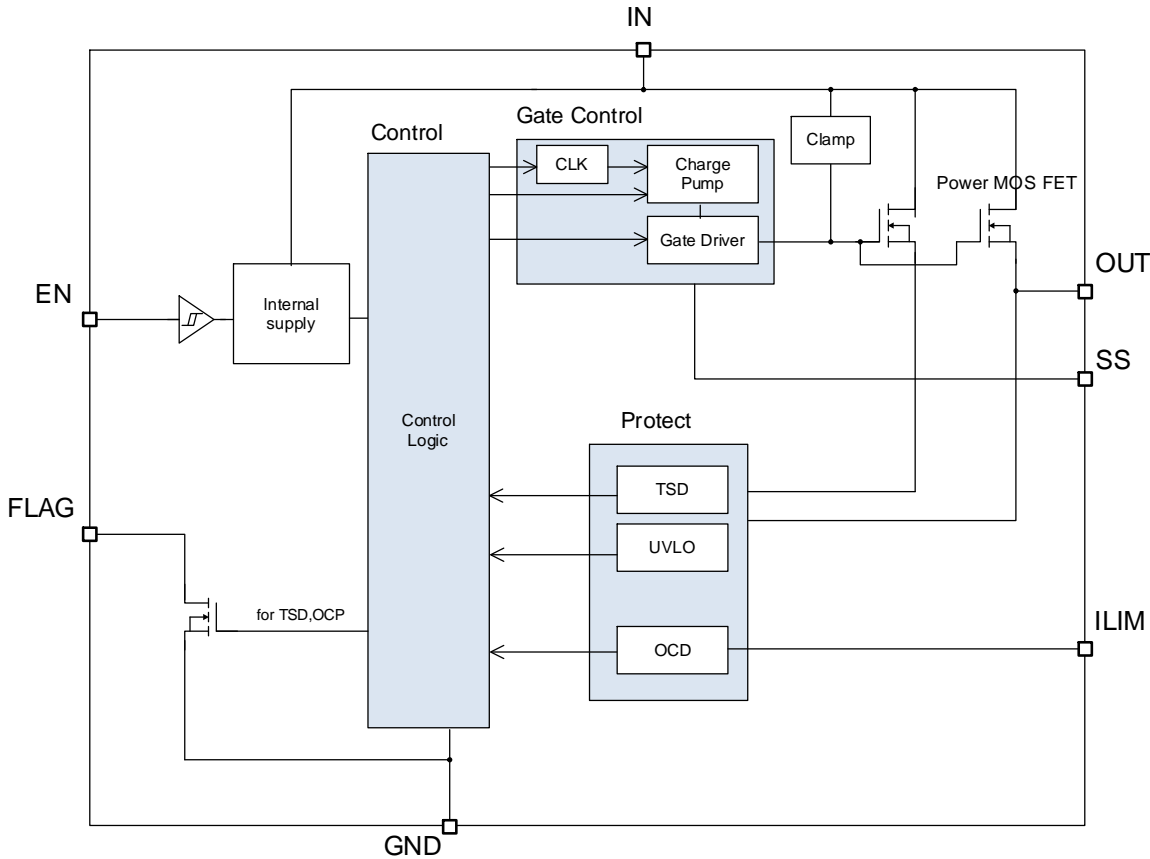 IN
Gate Control
Control
CLK
Charge
Pump
Clamp
Power MOS FET
Gate Driver
OUT
EN
Internal
supply
SS
Control
Logic
Protect
TSD
FLAG
UVLO
for TSD,OCP
ILIM
OCD
GND